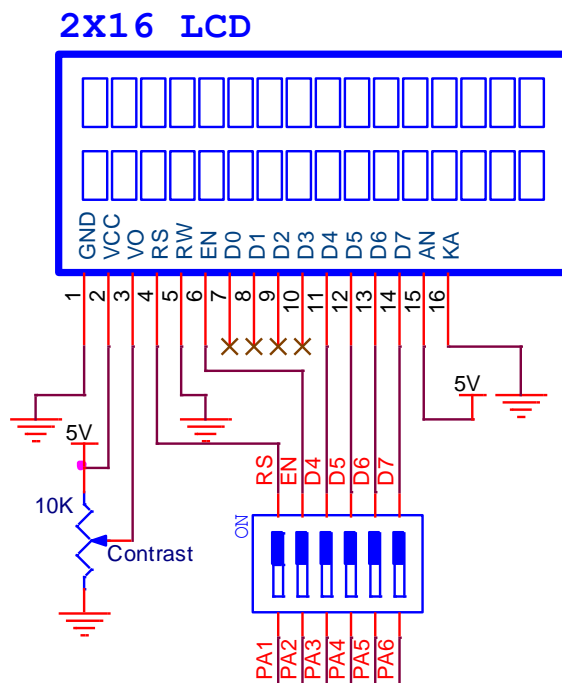 2X16 LCD
GND VCC VO RS RW EN D0 D1 D2 D3 D4 D5 D6 D7 AN KA
1 2 3 4 5 6 7 8 9 10 11 12 13 14 15 16
5V
5V
RS EN D4 D5 D6 D7
10K
ON
Contrast
PA1 PA2 PA3 PA4 PA5 PA6